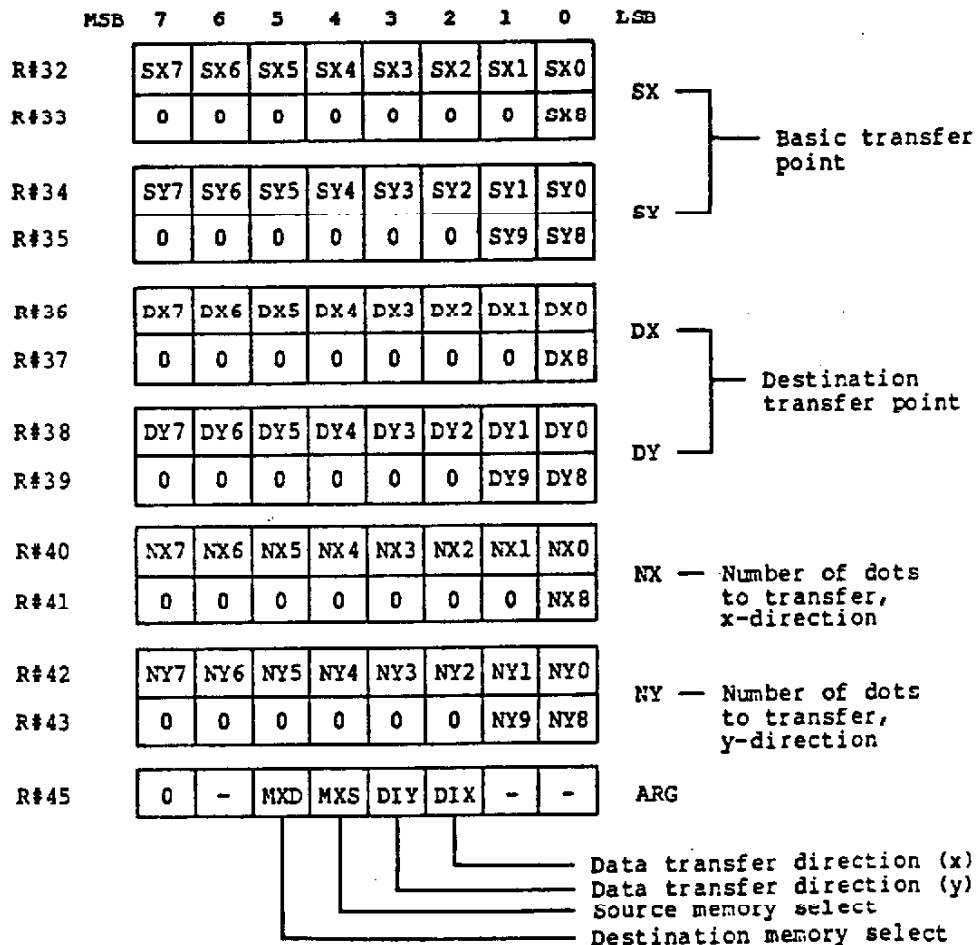 MSB 7 6 5 4 3 2 1 0 LSB
R#32 SX7 SX6 SX5 SX4 SX3 SX2 SX1 SX0
SX
R#33 0 0 0 0 0 0 0 SX8
Basic transfer
point
R#34 SY7 SY6 SY5 SY4 SY3 SY2 SY1 SY0
SY
R#35 0 0 0 0 0 0 SY9 SY8
R#36 DX7 DX6 DX5 DX4 DX3 DX2 DX1 DX0
DX
R#37 0 0 0 0 0 0 0 DX8
Destination
transfer point
R#38 DY7 DY6 DY5 DY4 DY3 DY2 DY1 DY0
DY
R#39 0 0 0 0 0 0 DY9 DY8
R#40 NX7 NX6 NX5 NX4 NX3 NX2 NX1 NX0
NX — Number of dots
to transfer,
x-direction
R#41 0 0 0 0 0 0 0 NX8
R#42 NY7 NY6 NY5 NY4 NY3 NY2 NY1 NY0
NY — Number of dots
to transfer,
y-direction
R#43 0 0 0 0 0 0 NY9 NY8
R#45 0 - MXD MXS DIY DIX - - ARG
Data transfer direction (x)
Data transfer direction (y)
Source memory select
Destination memory select